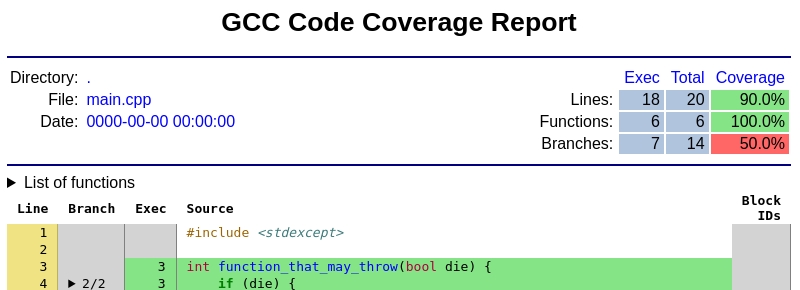 GCC Code Coverage Report
Directory: .
File: main.cpp
Date: 0000-00-00 00:00:00
Exec Total Coverage
Lines: 18 20 90.0%
Functions: 6 6 100.0%
Branches: 7 14 50.0%
▶ List of functions
Line Branch Exec Source Block IDs
1 #include <stdexcept>
2
3 3 int function_that_may_throw(bool die) {
4 ▶ 2/2 3 if (die) {